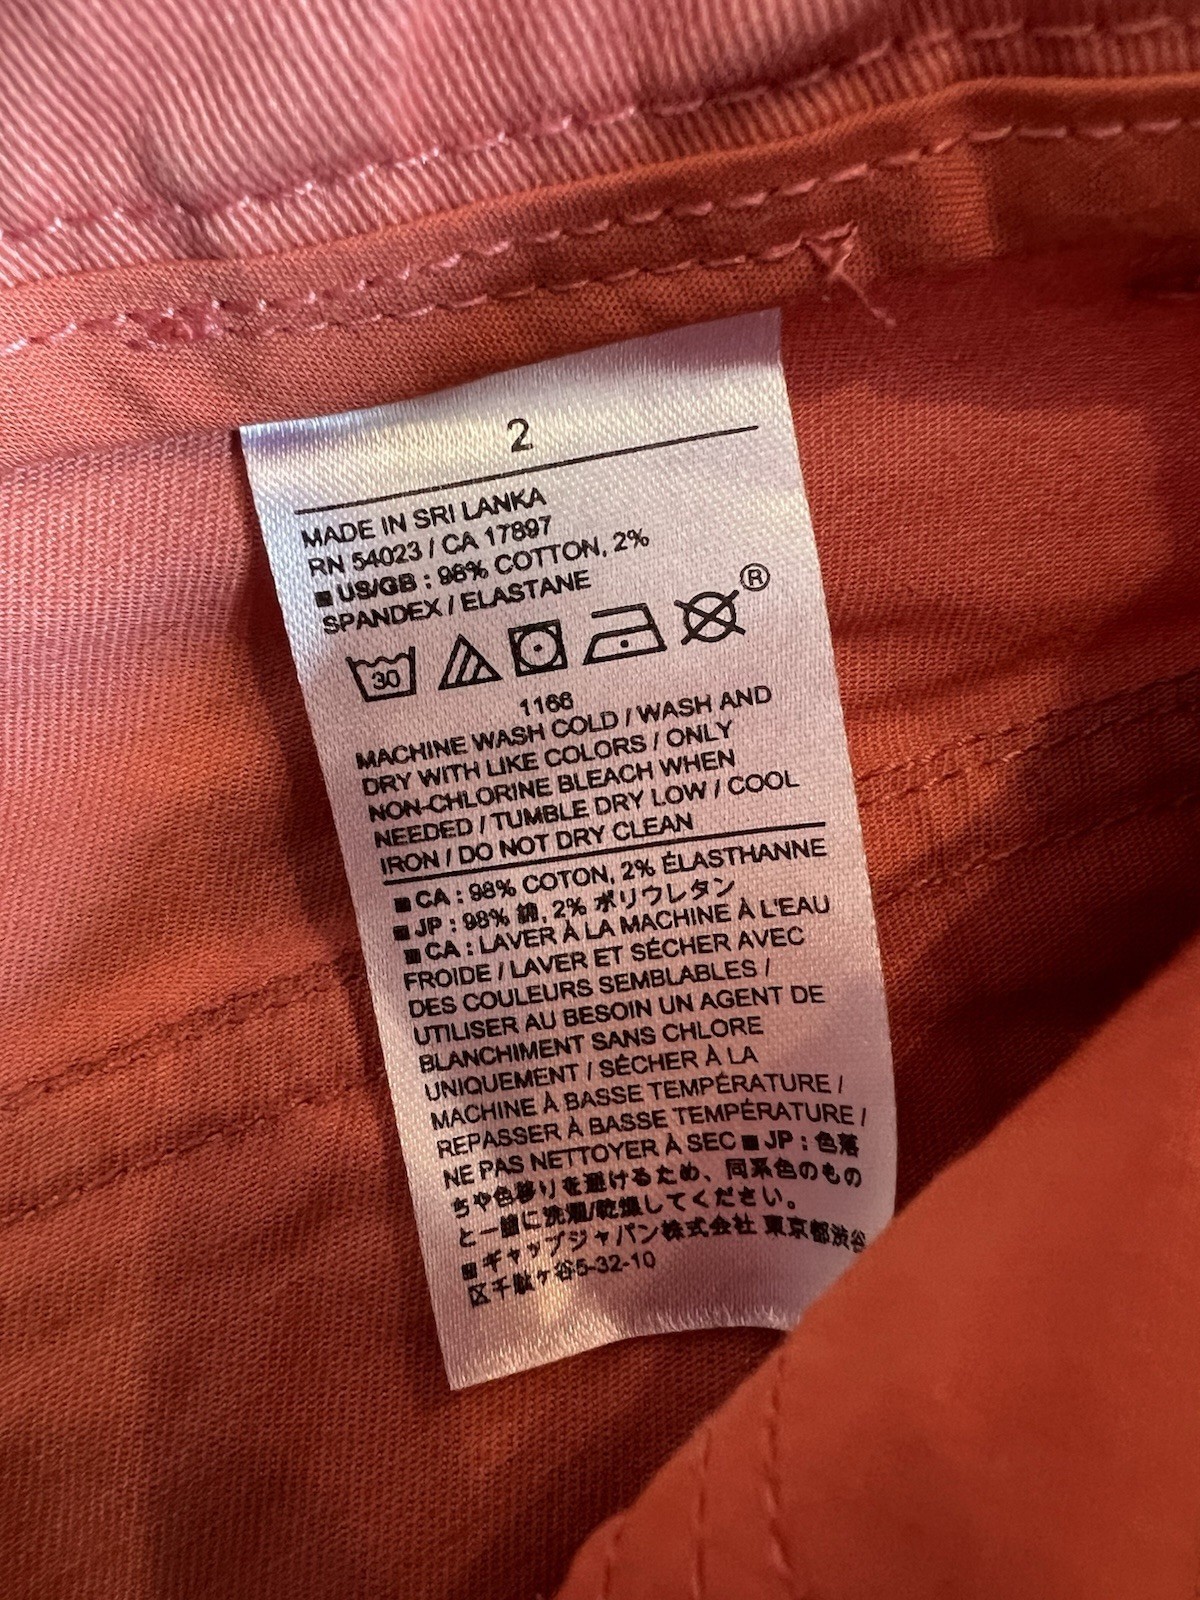 2
MADE IN SRI LANKA
RN 54023 / CA 17897
■ US/GB : 98% COTTON, 2%
SPANDEX / ELASTANE
30 ®
1166
MACHINE WASH COLD / WASH AND
DRY WITH LIKE COLORS / ONLY
NON-CHLORINE BLEACH WHEN
NEEDED / TUMBLE DRY LOW / COOL
IRON / DO NOT DRY CLEAN
■ CA : 98% COTON, 2% ÉLASTHANNE
■ JP : 98% 綿, 2% ポリウレタン
■ CA : LAVER À LA MACHINE À L'EAU
FROIDE / LAVER ET SÉCHER AVEC
DES COULEURS SEMBLABLES /
UTILISER AU BESOIN UN AGENT DE
BLANCHIMENT SANS CHLORE
UNIQUEMENT / SÉCHER À LA
MACHINE À BASSE TEMPÉRATURE /
REPASSER À BASSE TEMPÉRATURE /
NE PAS NETTOYER À SEC ■ JP : 色落
ちや色移りを避けるため、同系色のもの
と一緒に洗濯/乾燥してください。
■ ギャップジャパン株式会社 東京都渋谷
区千駄ヶ谷5-32-10